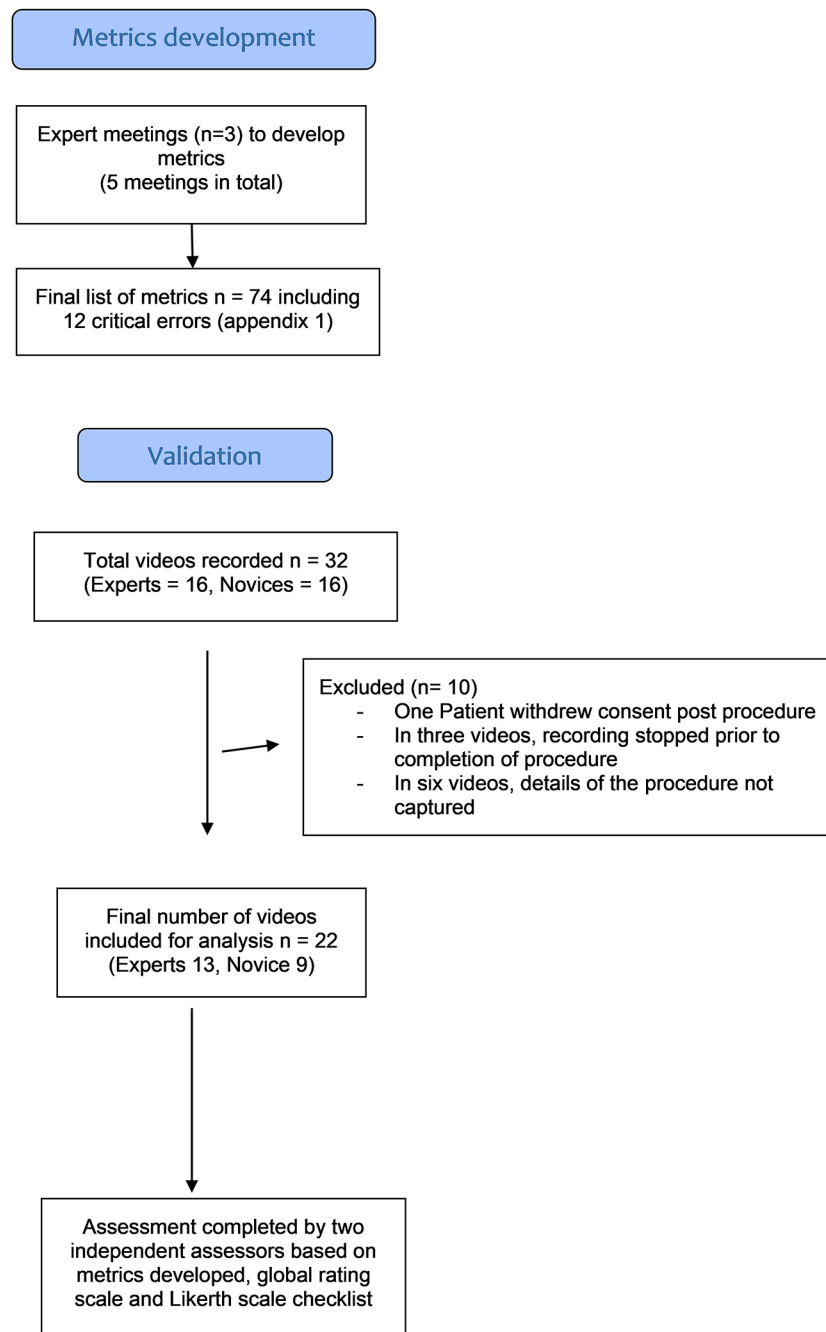 Metrics development
Expert meetings (n=3) to develop
metrics
(5 meetings in total)
Final list of metrics n = 74 including
12 critical errors (appendix 1)
Validation
Total videos recorded n = 32
(Experts = 16, Novices = 16)
Excluded (n= 10)
- One Patient withdrew consent post procedure
- In three videos, recording stopped prior to
completion of procedure
- In six videos, details of the procedure not
captured
Final number of videos
included for analysis n = 22
(Experts 13, Novice 9)
Assessment completed by two
independent assessors based on
metrics developed, global rating
scale and Likerth scale checklist